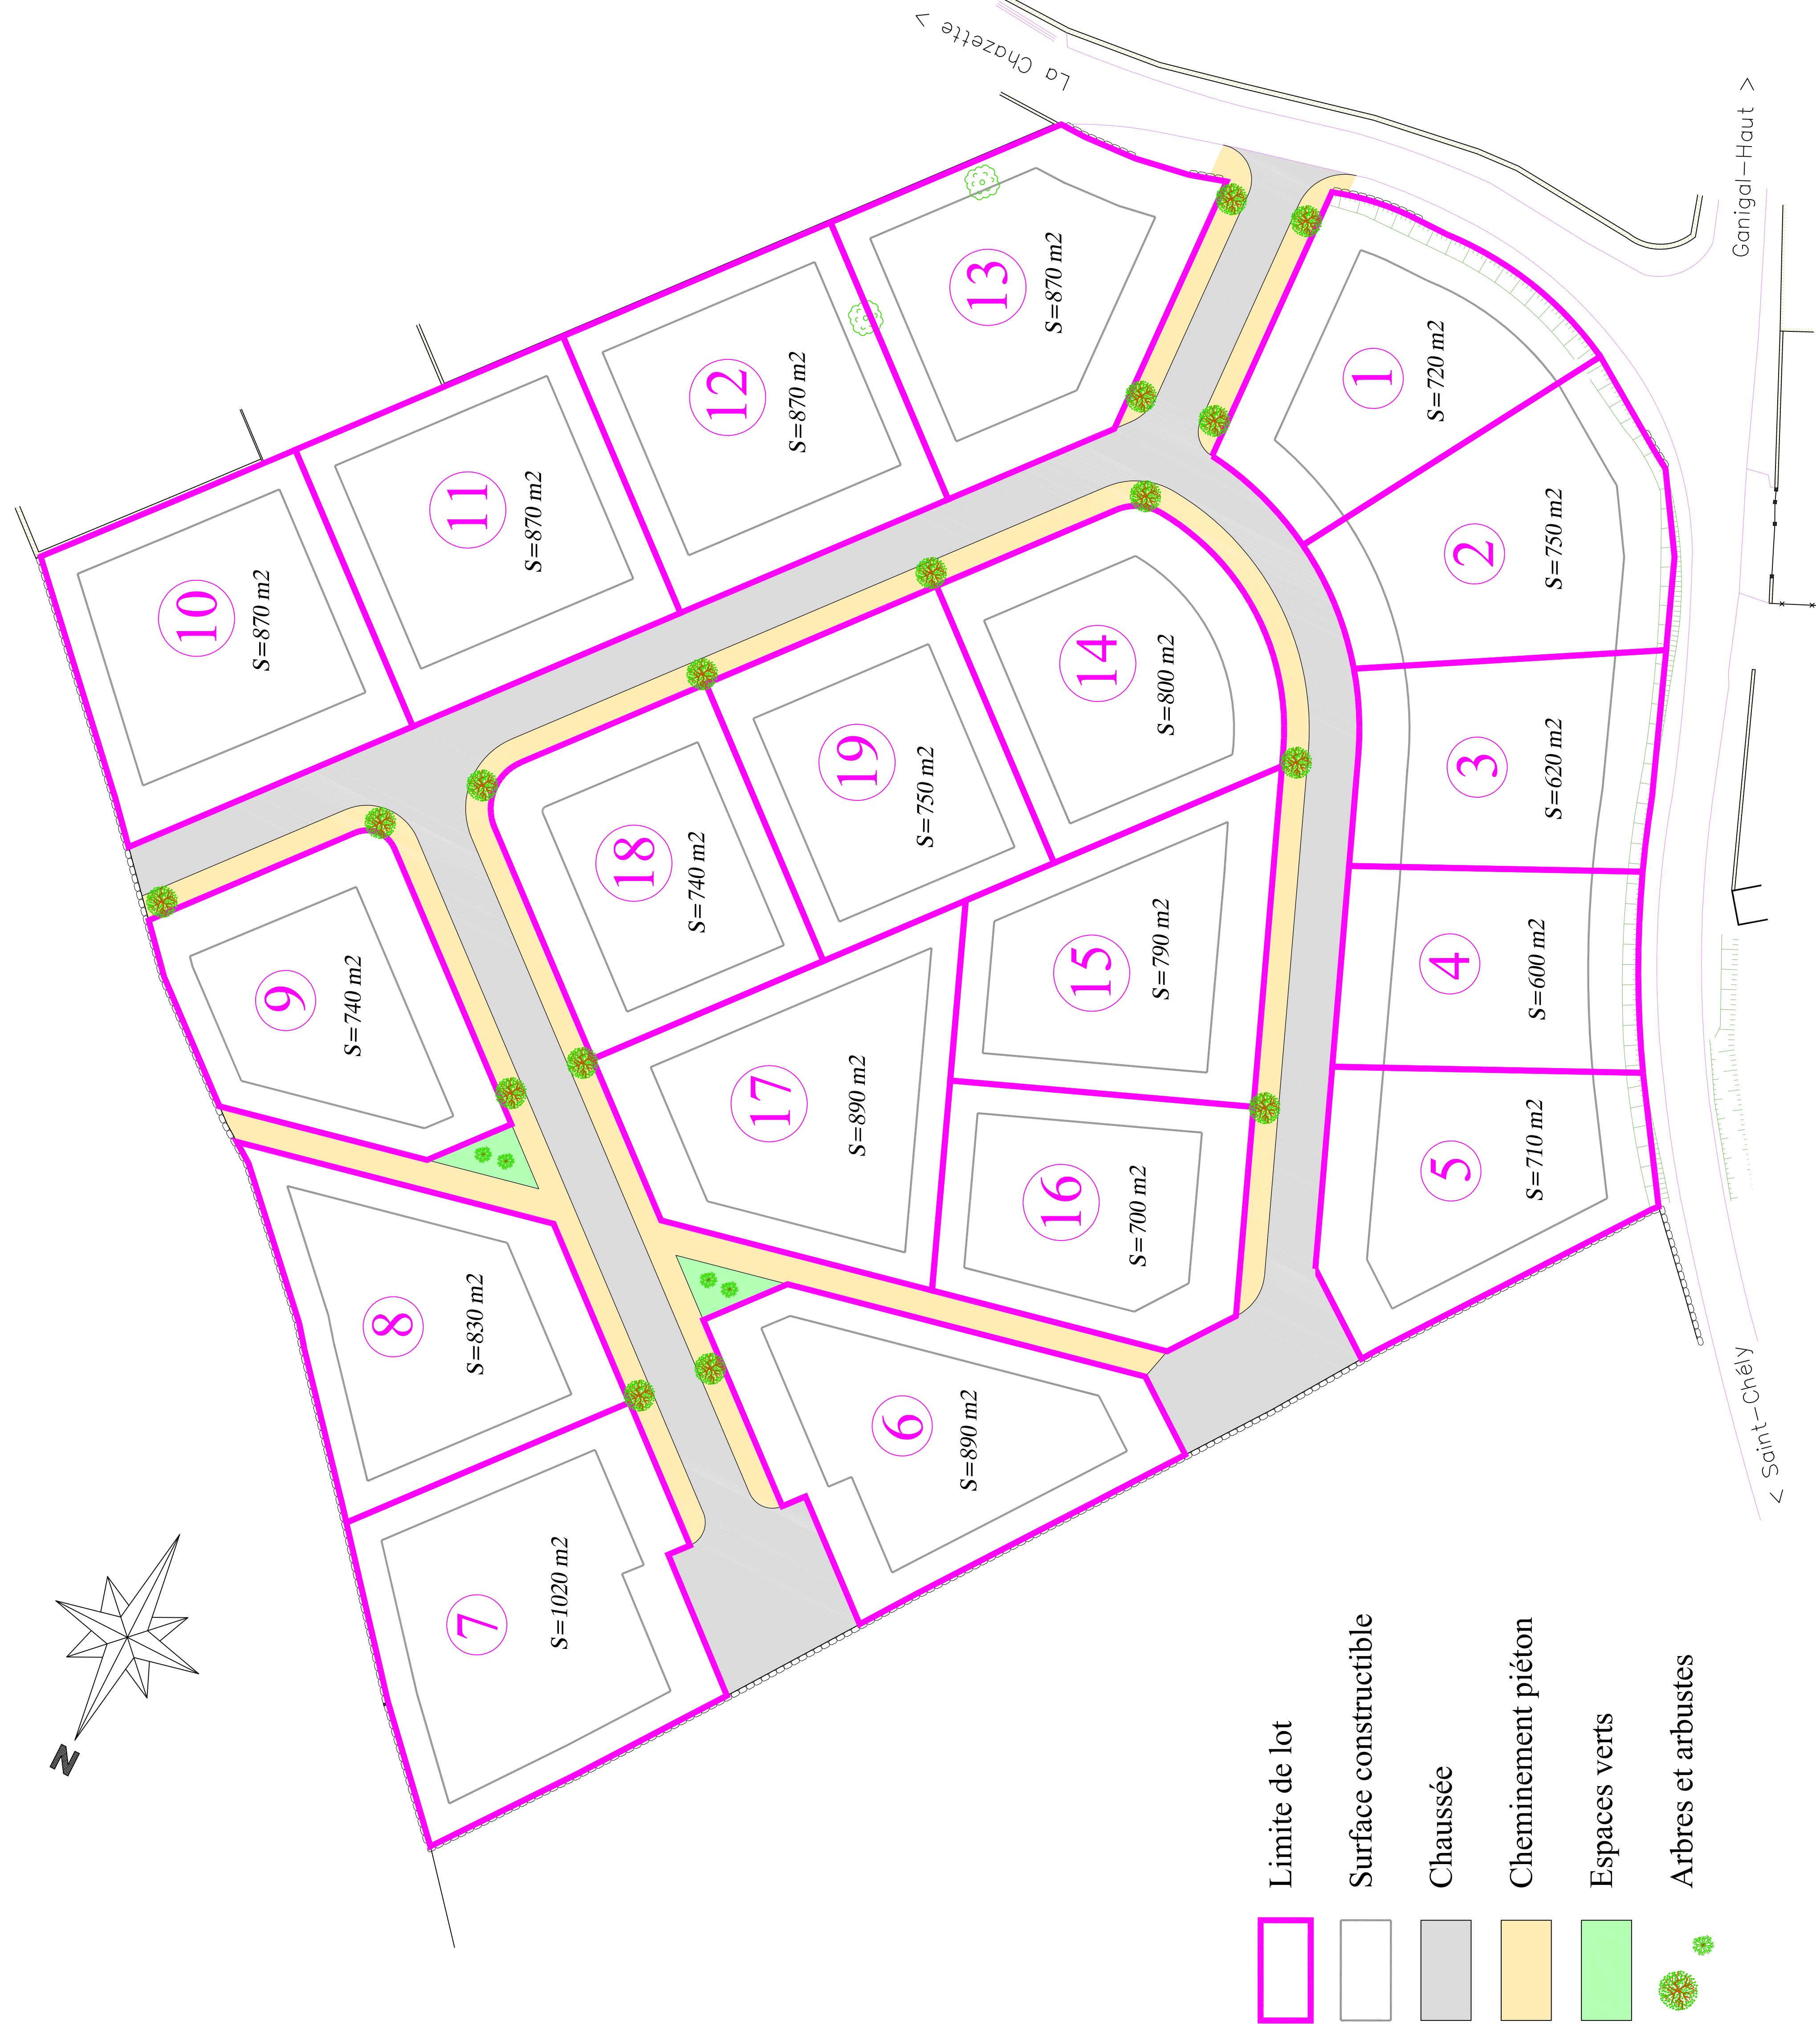 La Chazette >
Ganigal-Haut >
< Saint-Chély
N
1
S=720 m2
2
S=750 m2
3
S=620 m2
4
S=600 m2
5
S=710 m2
6
S=890 m2
7
S=1020 m2
8
S=830 m2
9
S=740 m2
10
S=870 m2
11
S=870 m2
12
S=870 m2
13
S=870 m2
14
S=800 m2
15
S=790 m2
16
S=700 m2
17
S=890 m2
18
S=740 m2
19
S=750 m2
Limite de lot
Surface constructible
Chaussée
Cheminement piéton
Espaces verts
Arbres et arbustes